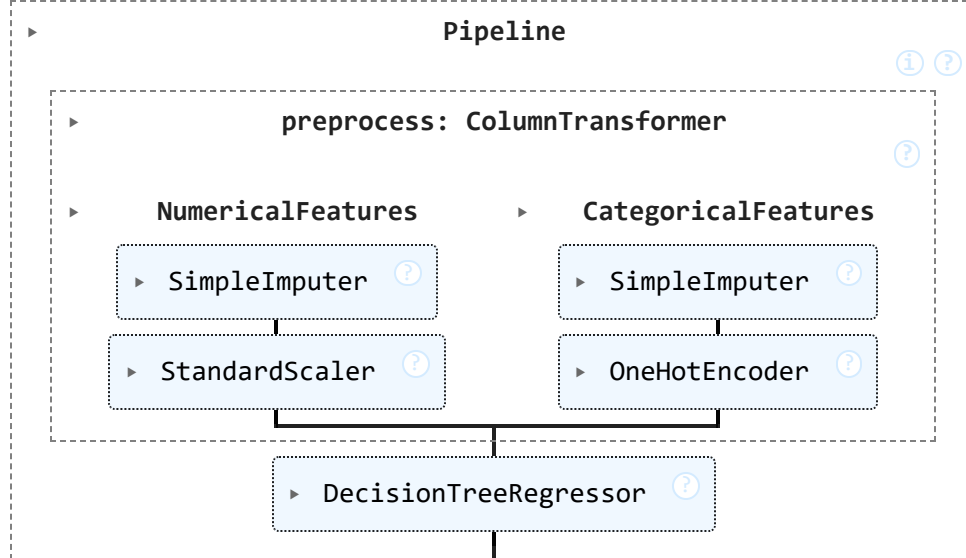 Pipeline
i ?
preprocess: ColumnTransformer
?
NumericalFeatures CategoricalFeatures
SimpleImputer ? SimpleImputer ?
StandardScaler ? OneHotEncoder ?
DecisionTreeRegressor ?